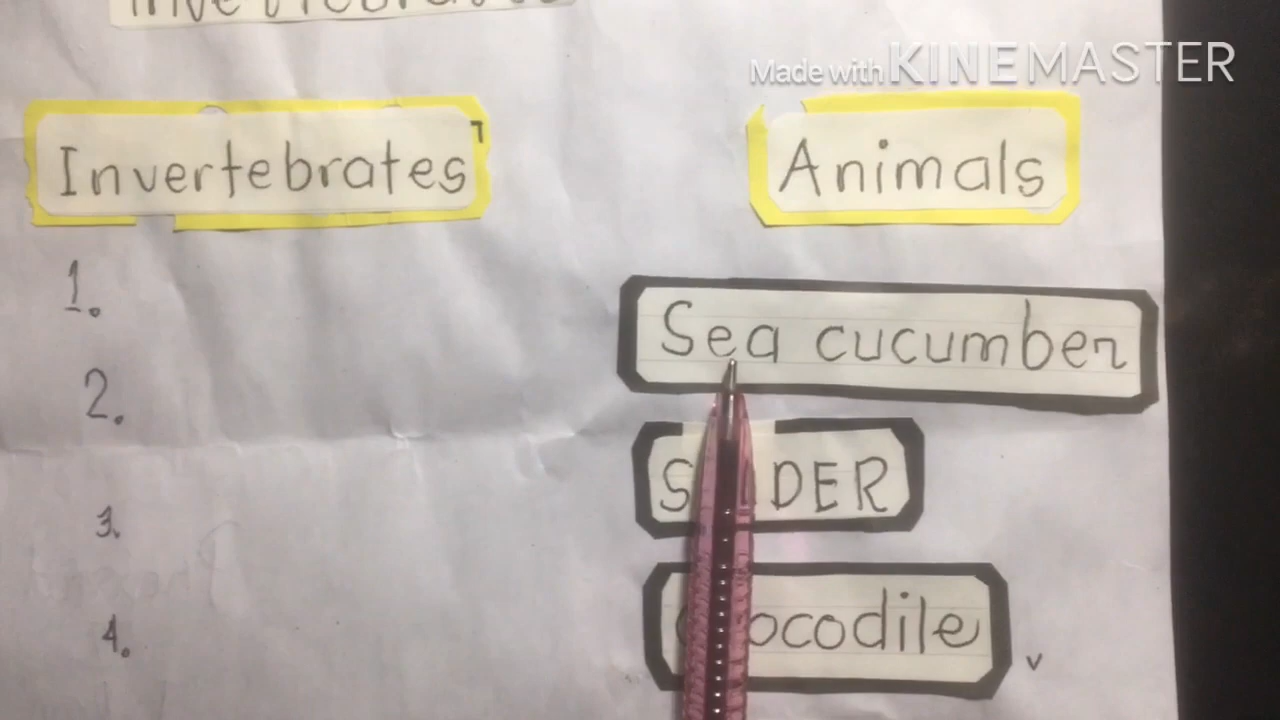 Made with KINEMASTER
Invertebrates
Animals
1.
Sea cucumber
2.
3.
4.